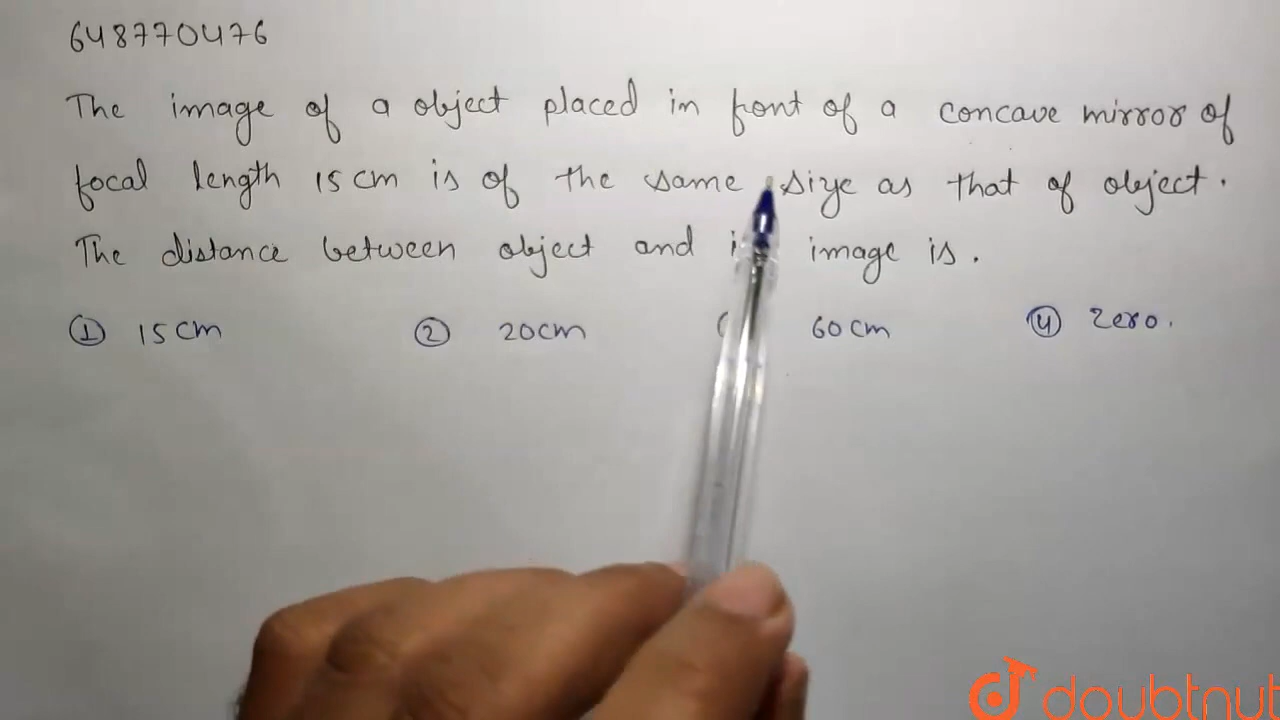 648770476
The image of a object placed in front of a concave mirror of
focal length 15 cm is of the same size as that of object.
The distance between object and image is.
① 15 cm ② 20cm 60cm ④ Zero.
doubtnut